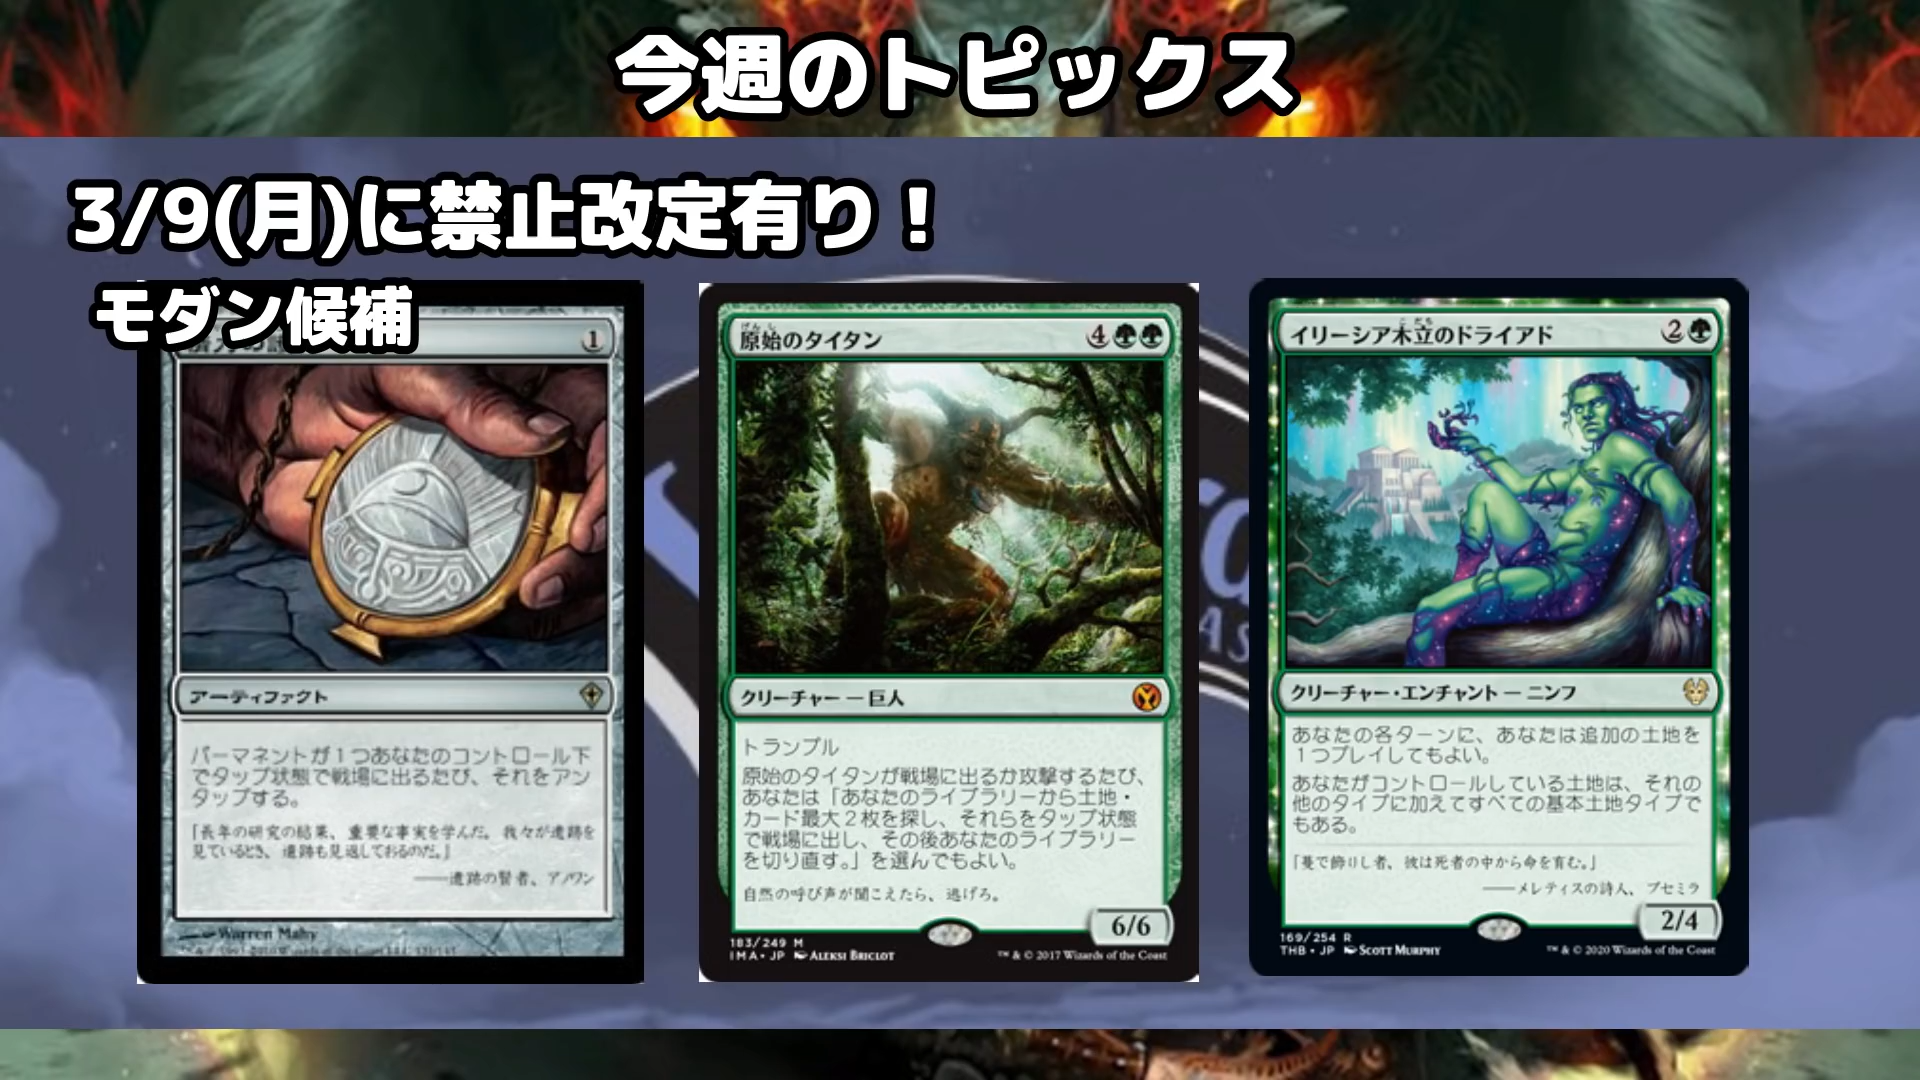 今週のトピックス
3/9(月)に禁止改定有り！
モダン候補
1
アーティファクト
パーマネントが１つあなたのコントロール下
でタップ状態で戦場に出るたび、それをアン
タップする。
「長年の研究の結果、重要な事実を学んだ。我々が遺跡を
見ているとき、遺跡も見返しておるのだ。」
――遺跡の賢者、アノワン
Warren Mahy
原始のタイタン
げんし
4
クリーチャー — 巨人
トランプル
原始のタイタンが戦場に出るか攻撃するたび、
あなたは「あなたのライブラリーから土地・
カード最大２枚を探し、それらをタップ状態
で戦場に出し、その後あなたのライブラリー
を切り直す。」を選んでもよい。
自然の呼び声が聞こえたら、逃げろ。
6/6
183/249 M
IMA・JP Aleksi Briclot
™ & © 2017 Wizards of the Coast
イリーシア木立のドライアド
こだち
2
クリーチャー・エンチャント — ニンフ
あなたの各ターンに、あなたは追加の土地を
１つプレイしてもよい。
あなたがコントロールしている土地は、それの
他のタイプに加えてすべての基本土地タイプで
もある。
「蔓で飾りし者、彼は死者の中から命を育む。」
――メレティスの詩人、プセミラ
2/4
169/254 R
THB・JP Scott Murphy
™ & © 2020 Wizards of the Coast